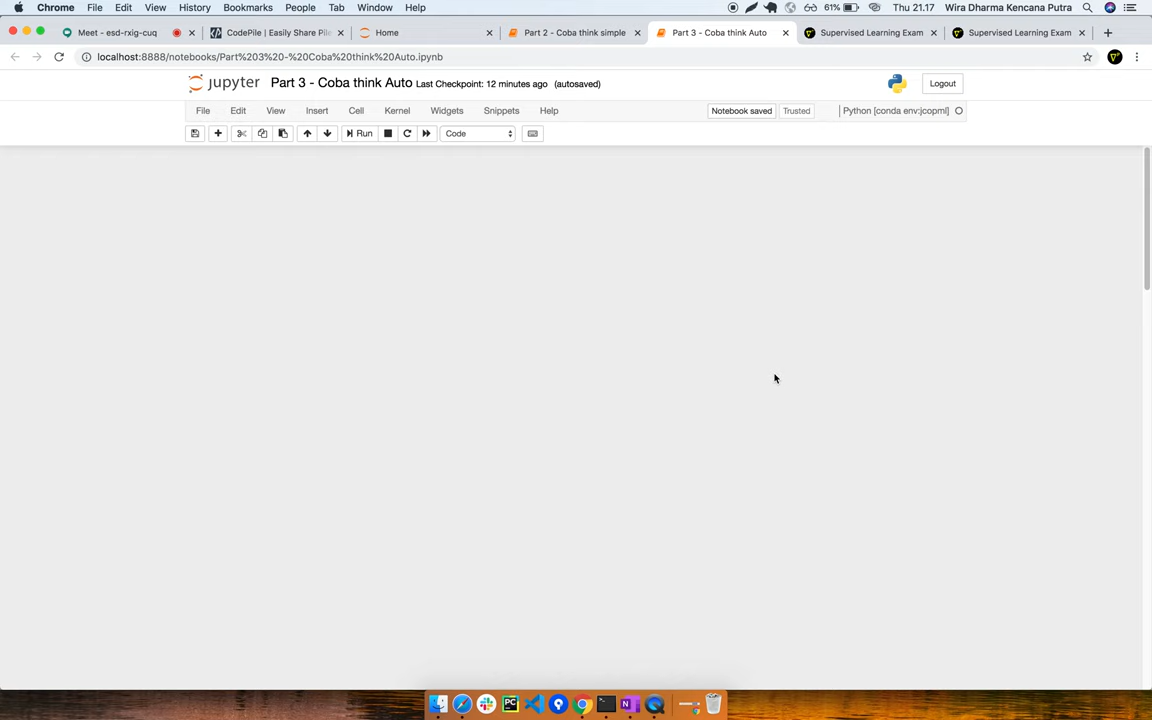 Chrome File Edit View History Bookmarks People Tab Window Help 61% Thu 21.17 Wira Dharma Kencana Putra
Meet - esd-rxig-cuq CodePile | Easily Share Pie Home Part 2 - Coba think simple Part 3 - Coba think Auto Supervised Learning Exam Supervised Learning Exam
localhost:8888/notebooks/Part%203%20-%20Coba%20think%20Auto.ipynb
jupyter Part 3 - Coba think Auto Last Checkpoint: 12 minutes ago (autosaved) Logout
File Edit View Insert Cell Kernel Widgets Snippets Help Notebook saved Trusted Python [conda env:jcopml]
Run Code